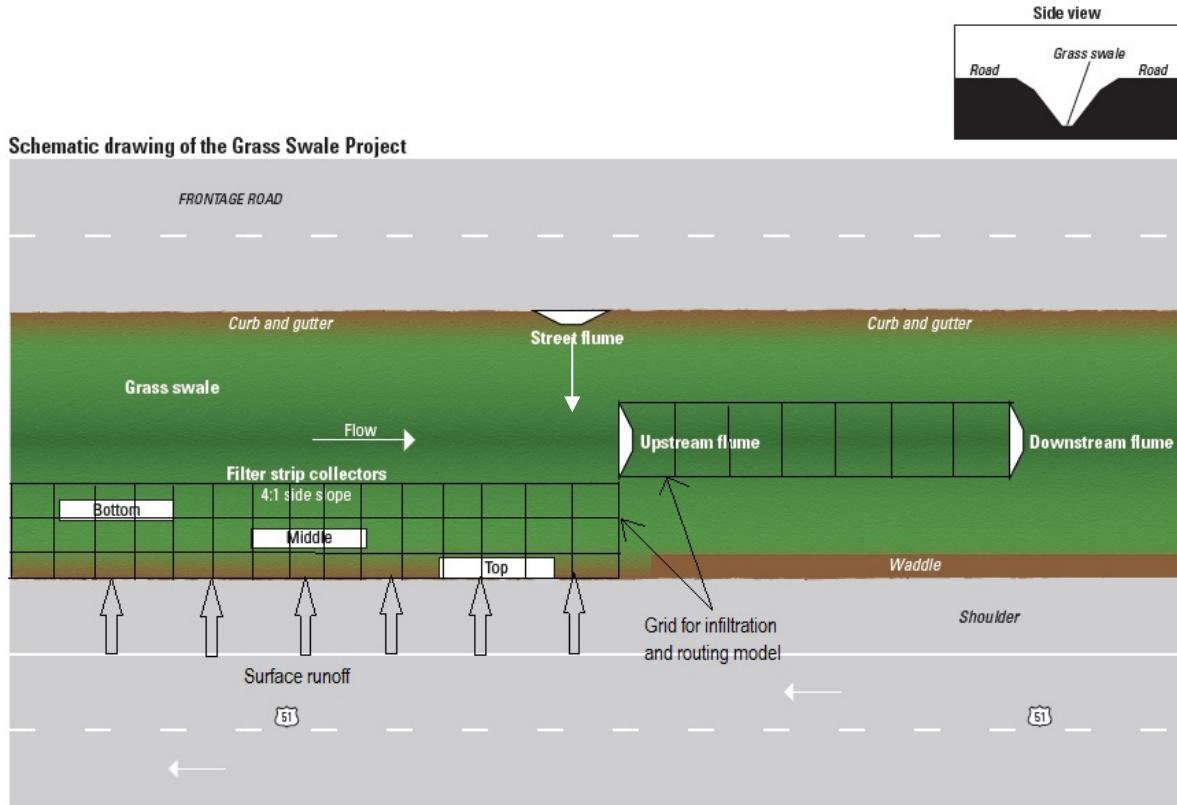 Side view
Grass swale
Road
Road
Schematic drawing of the Grass Swale Project
FRONTAGE ROAD
Curb and gutter
Curb and gutter
Street flume
Grass swale
Flow
Upstream flume
Downstream flume
Filter strip collectors
4:1 side slope
Bottom
Middle
Top
Waddle
Grid for infiltration
and routing model
Shoulder
Surface runoff
51
51